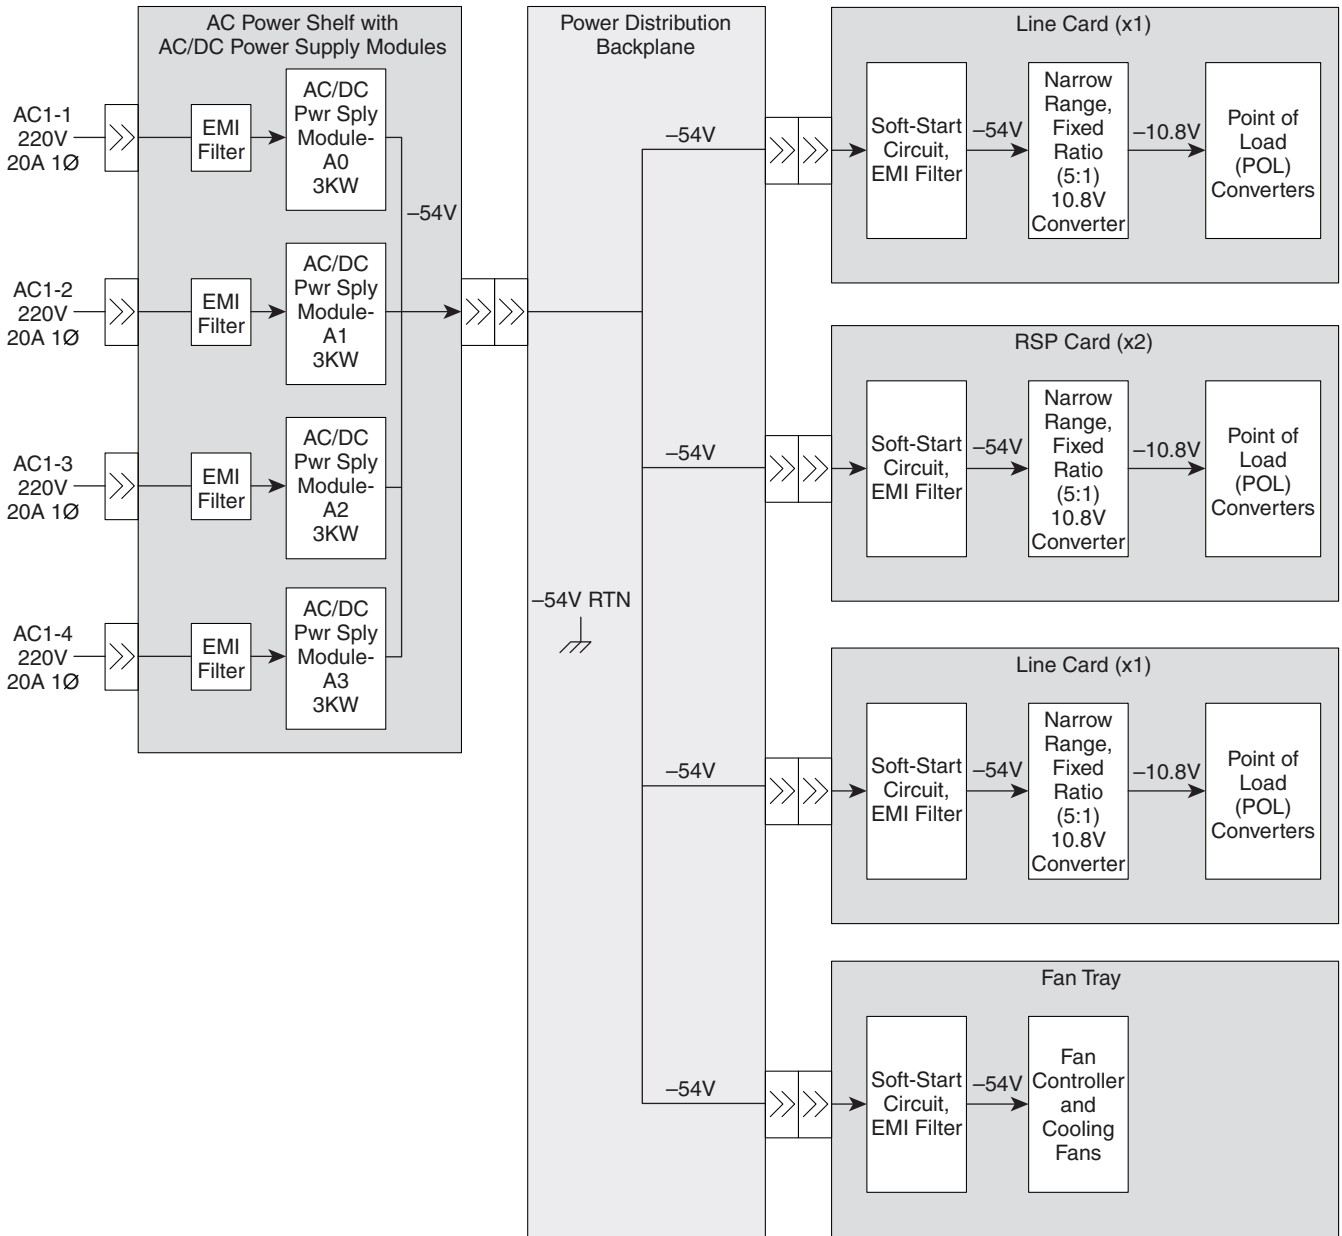 AC Power Shelf with
AC/DC Power Supply Modules
AC1-1
220V
20A 1Ø
EMI
Filter
AC/DC
Pwr Sply
Module-
A0
3KW
–54V
AC1-2
220V
20A 1Ø
EMI
Filter
AC/DC
Pwr Sply
Module-
A1
3KW
AC1-3
220V
20A 1Ø
EMI
Filter
AC/DC
Pwr Sply
Module-
A2
3KW
AC1-4
220V
20A 1Ø
EMI
Filter
AC/DC
Pwr Sply
Module-
A3
3KW
Power Distribution
Backplane
–54V
–54V
–54V RTN
–54V
–54V
Line Card (x1)
Soft-Start
Circuit,
EMI Filter
–54V
Narrow
Range,
Fixed
Ratio
(5:1)
10.8V
Converter
–10.8V
Point of
Load
(POL)
Converters
RSP Card (x2)
Soft-Start
Circuit,
EMI Filter
–54V
Narrow
Range,
Fixed
Ratio
(5:1)
10.8V
Converter
–10.8V
Point of
Load
(POL)
Converters
Line Card (x1)
Soft-Start
Circuit,
EMI Filter
–54V
Narrow
Range,
Fixed
Ratio
(5:1)
10.8V
Converter
–10.8V
Point of
Load
(POL)
Converters
Fan Tray
Soft-Start
Circuit,
EMI Filter
–54V
Fan
Controller
and
Cooling
Fans